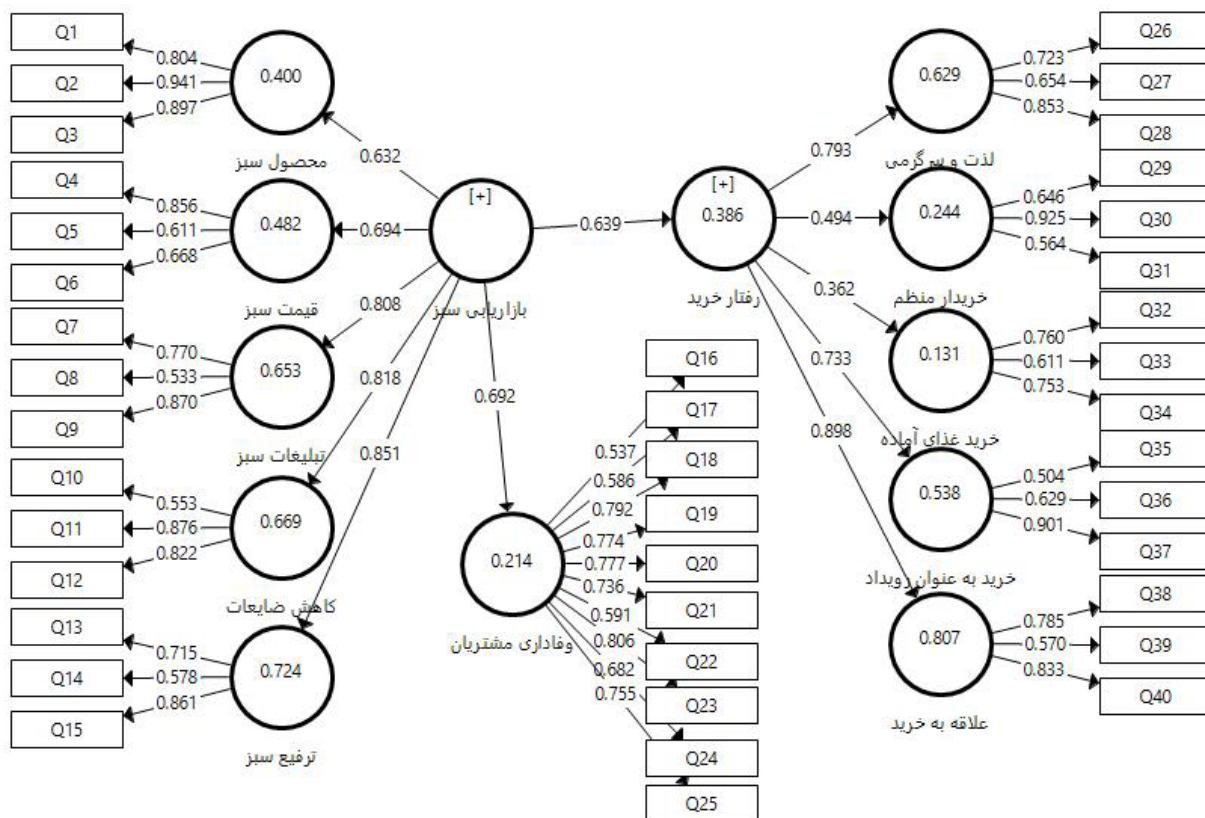 Q1
Q2
Q3
0.804
0.941
0.897
0.400
محصول سبز
0.632
Q4
Q5
Q6
0.856
0.611
0.668
0.482
قیمت سبز
0.694
Q7
Q8
Q9
0.770
0.533
0.870
0.653
تبلیغات سبز
0.808
Q10
Q11
Q12
0.553
0.876
0.822
0.669
کاهش ضایعات
0.818
Q13
Q14
Q15
0.715
0.578
0.861
0.724
ترفیع سبز
0.851
[+]
بازاریابی سبز
0.639
0.692
0.214
وفاداری مشتریان
0.537
0.586
0.792
0.774
0.777
0.736
0.591
0.806
0.682
0.755
Q16
Q17
Q18
Q19
Q20
Q21
Q22
Q23
Q24
Q25
[+]
0.386
رفتار خرید
0.793
0.629
لذت و سرگرمی
0.723
0.654
0.853
Q26
Q27
Q28
0.494
0.244
خریدار منظم
0.646
0.925
0.564
Q29
Q30
Q31
0.362
0.131
خرید غذای آماده
0.760
0.611
0.753
Q32
Q33
Q34
0.733
0.538
خرید به عنوان رویداد
0.504
0.629
0.901
Q35
Q36
Q37
0.898
0.807
علاقه به خرید
0.785
0.570
0.833
Q38
Q39
Q40